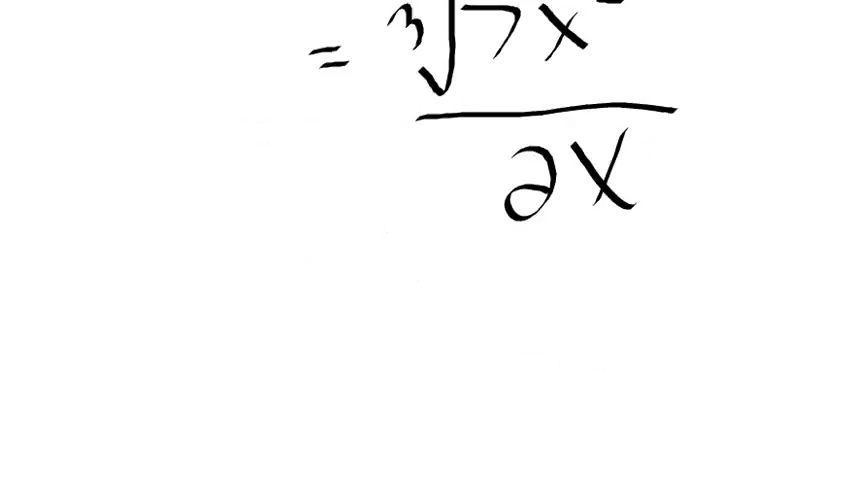 = ∛7x
2x